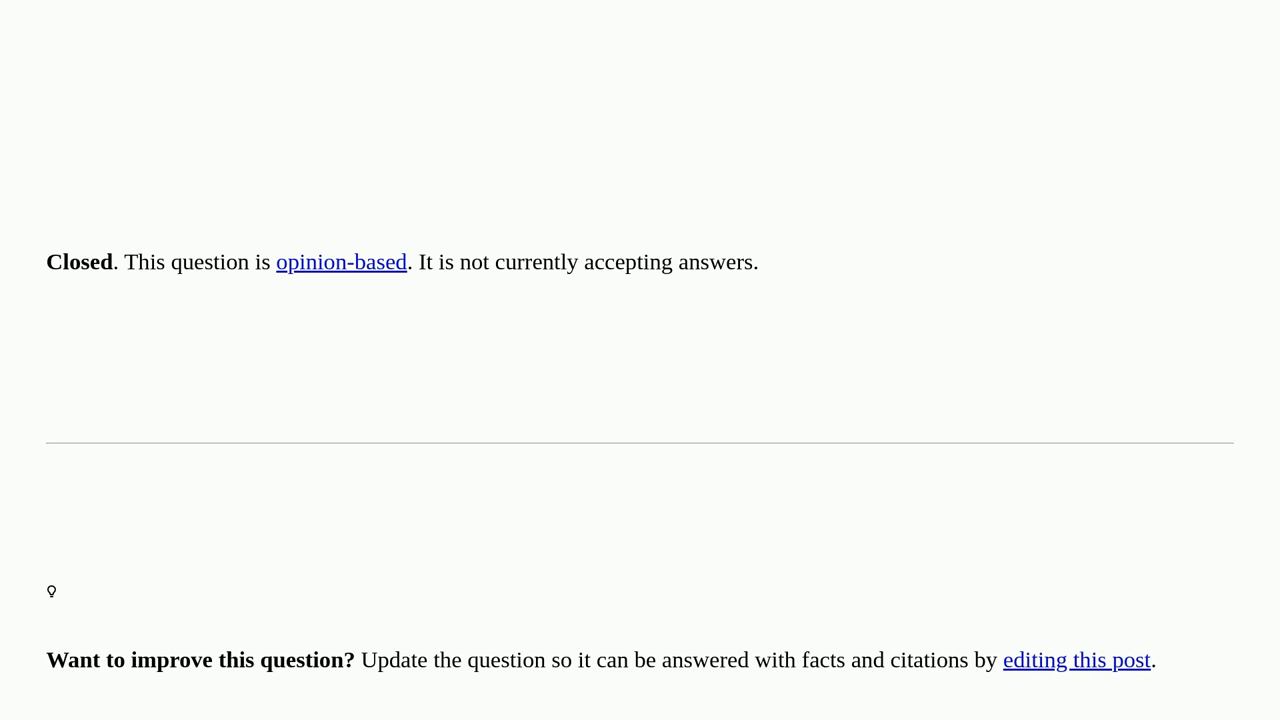 Closed. This question is opinion-based. It is not currently accepting answers.
Want to improve this question? Update the question so it can be answered with facts and citations by editing this post.